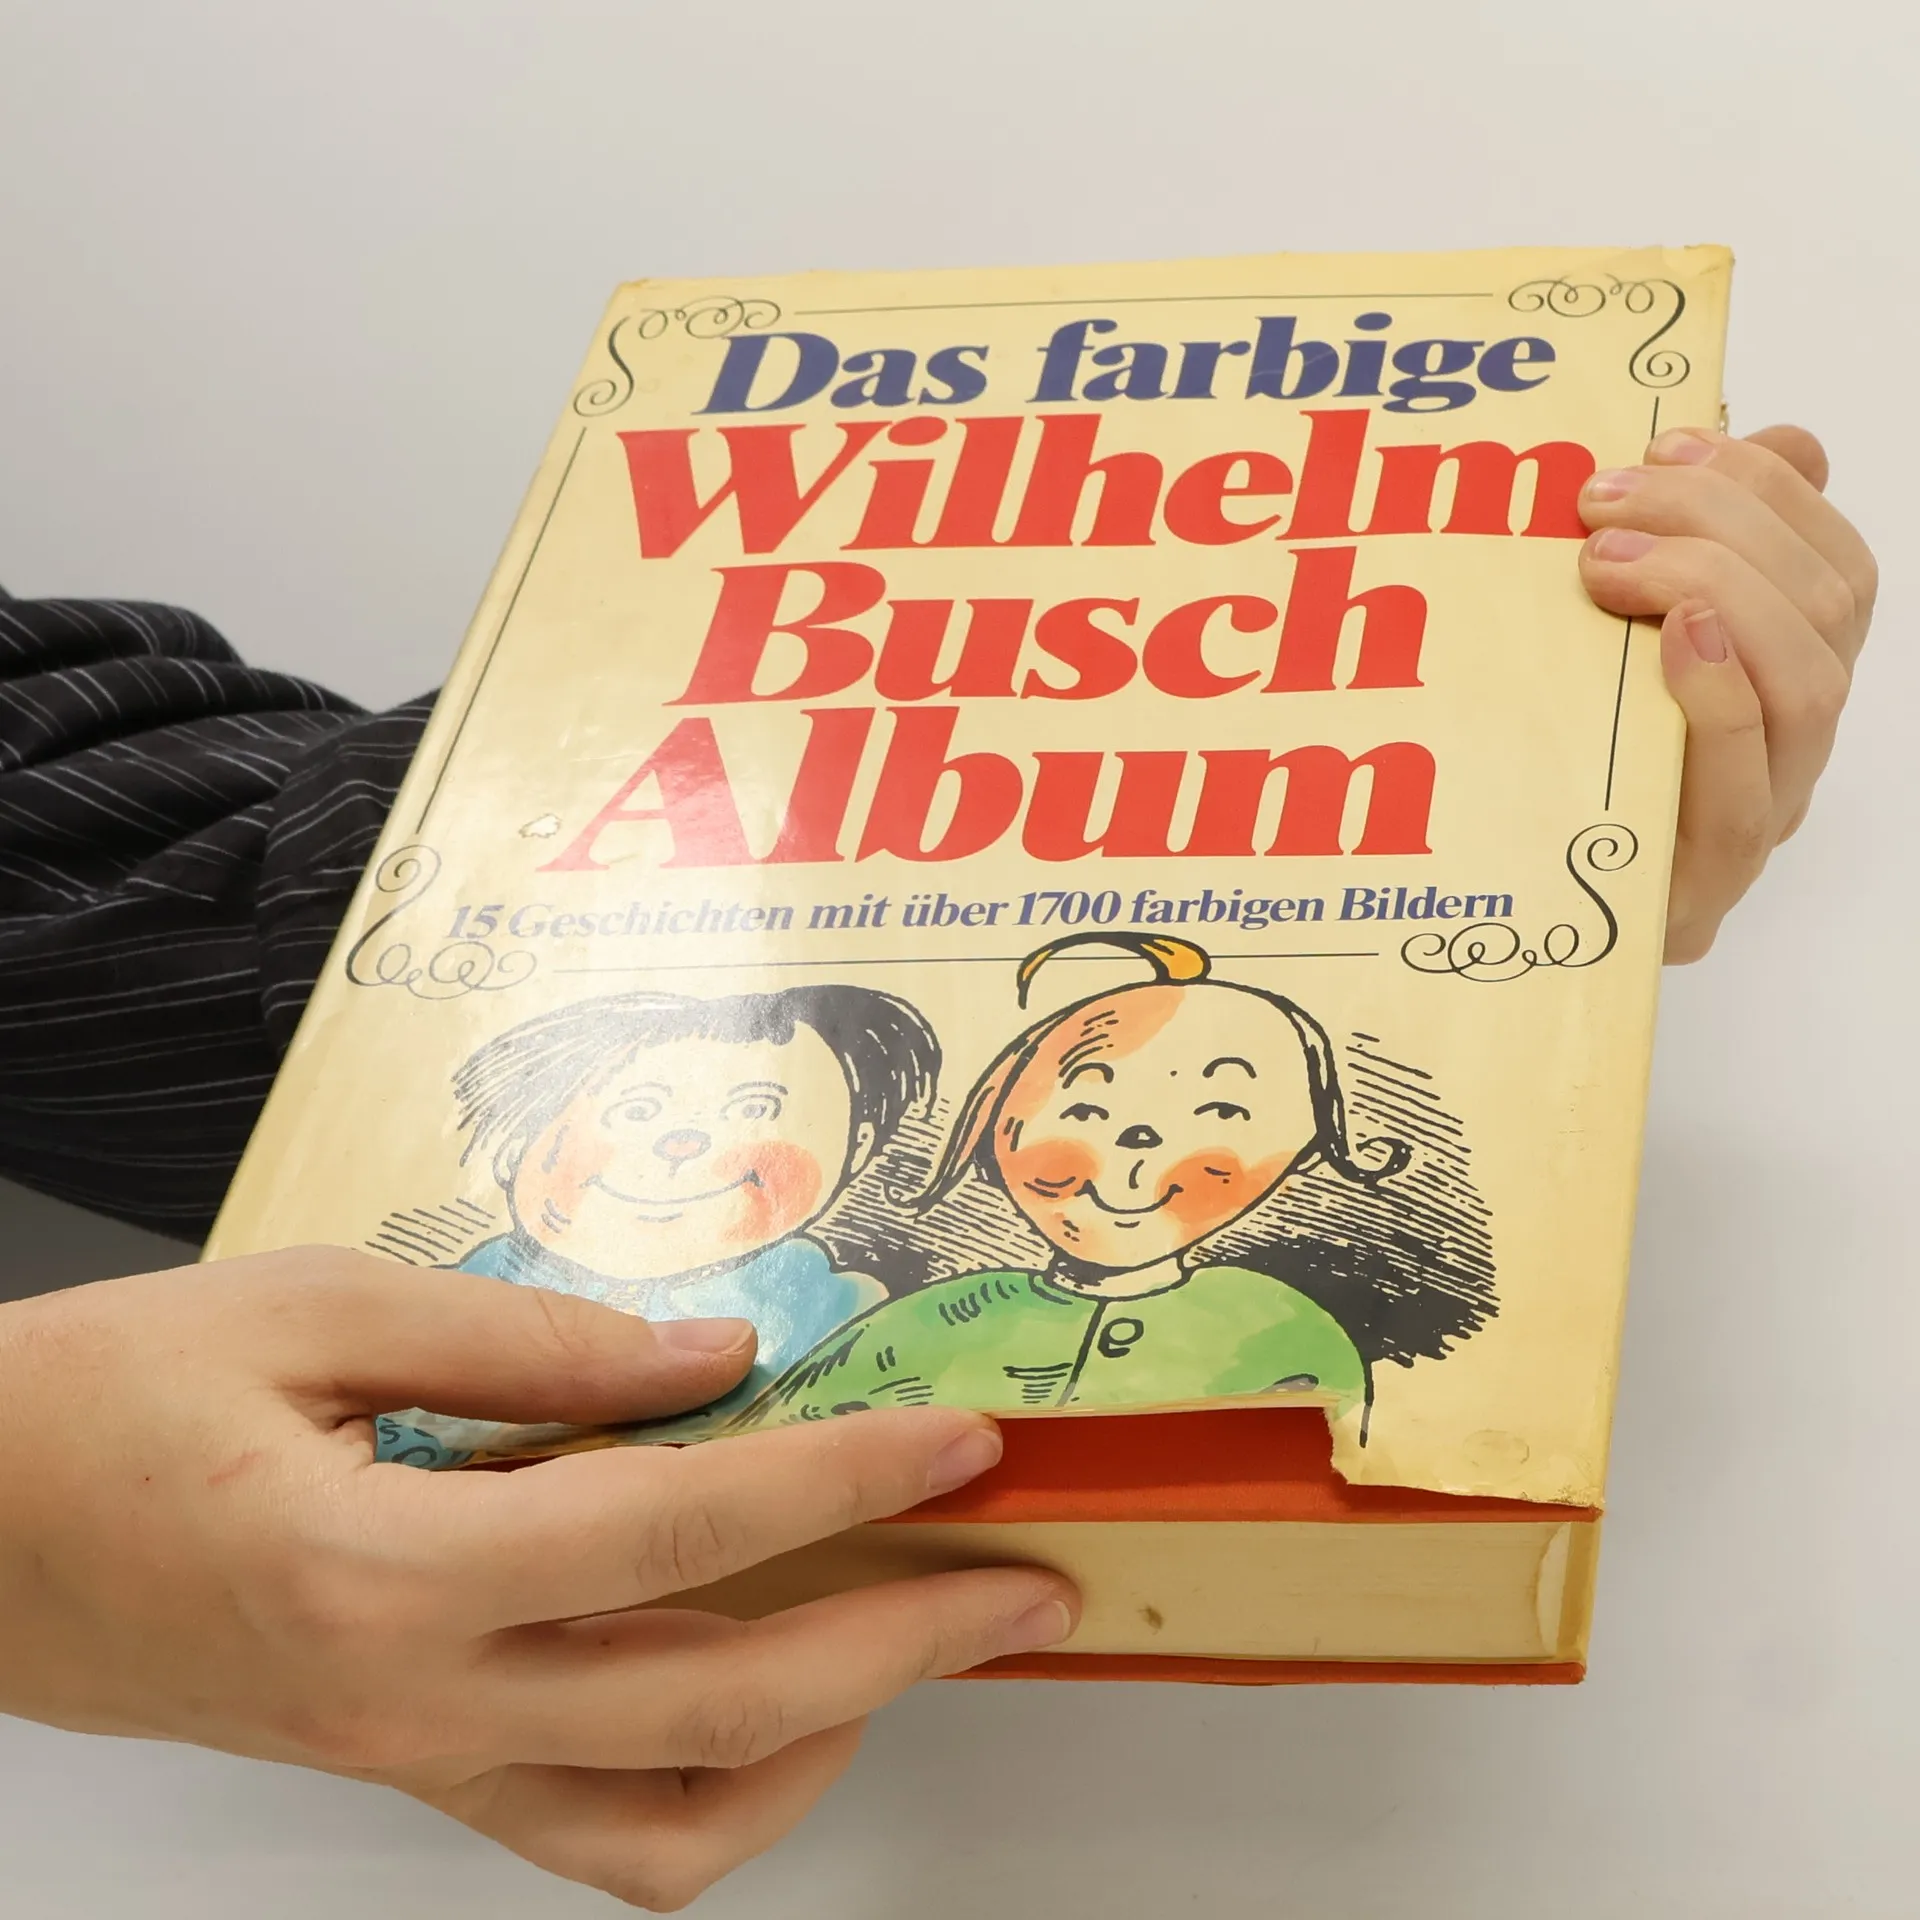 Das farbige
Wilhelm
Busch
Album
15 Geschichten mit über 1700 farbigen Bildern